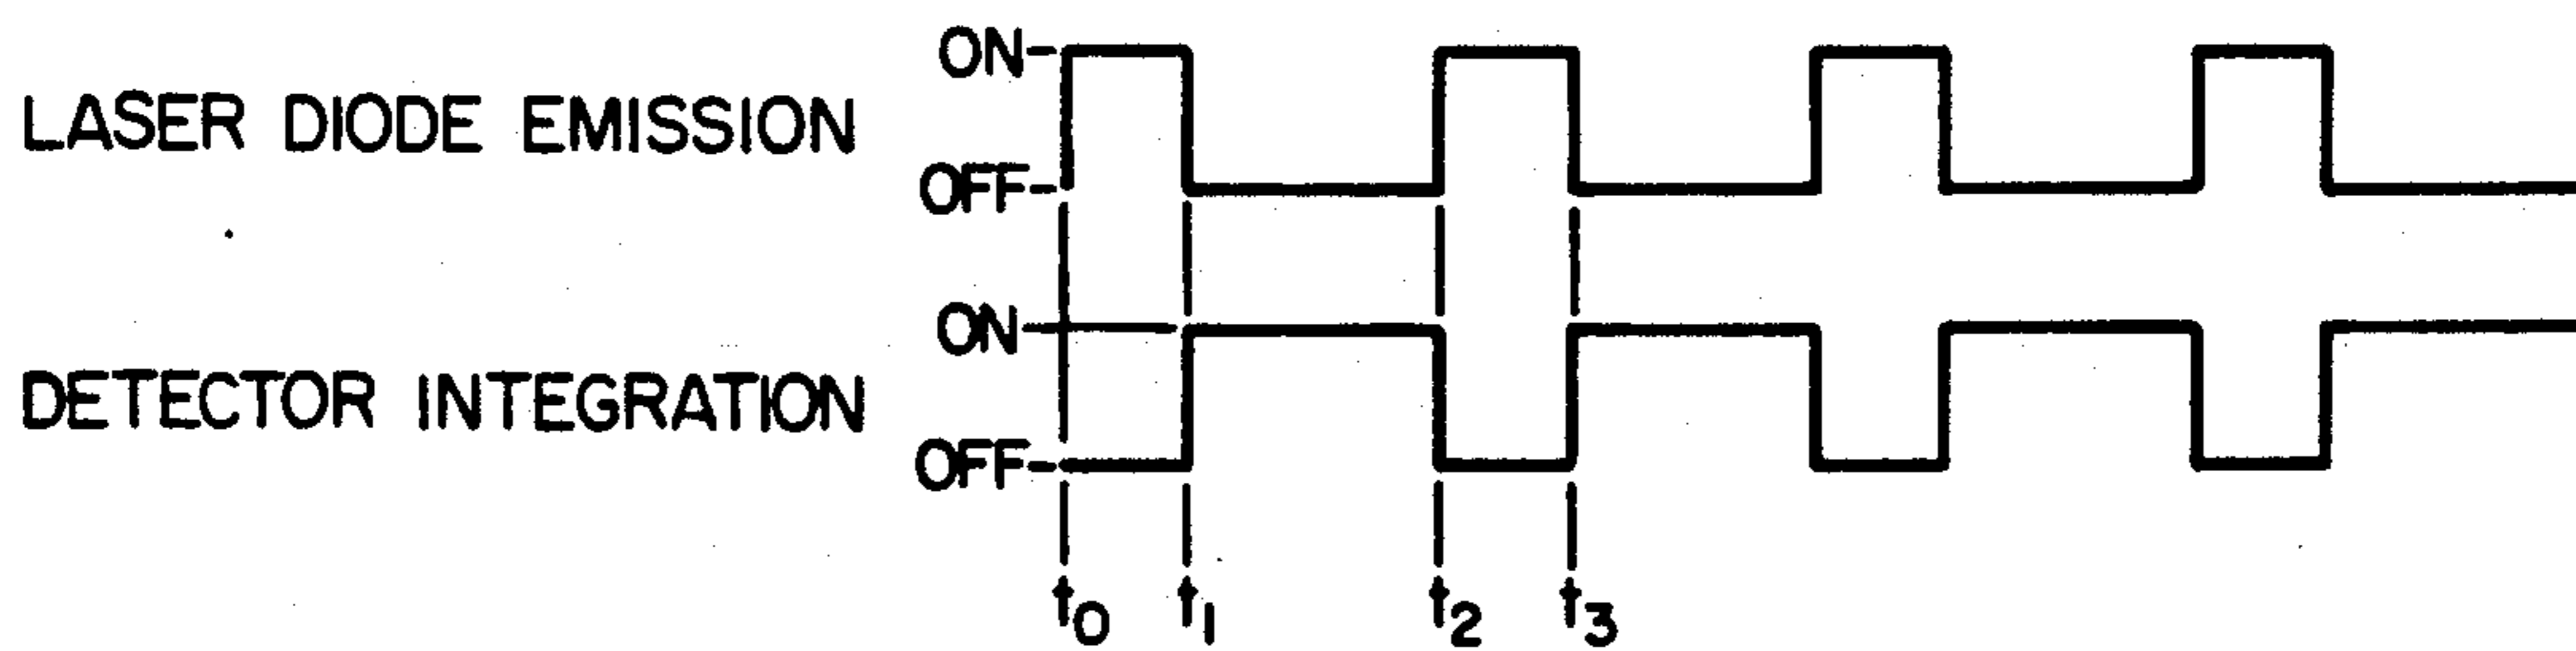 ON
LASER DIODE EMISSION
OFF
ON
DETECTOR INTEGRATION
OFF
t0 t1 t2 t3